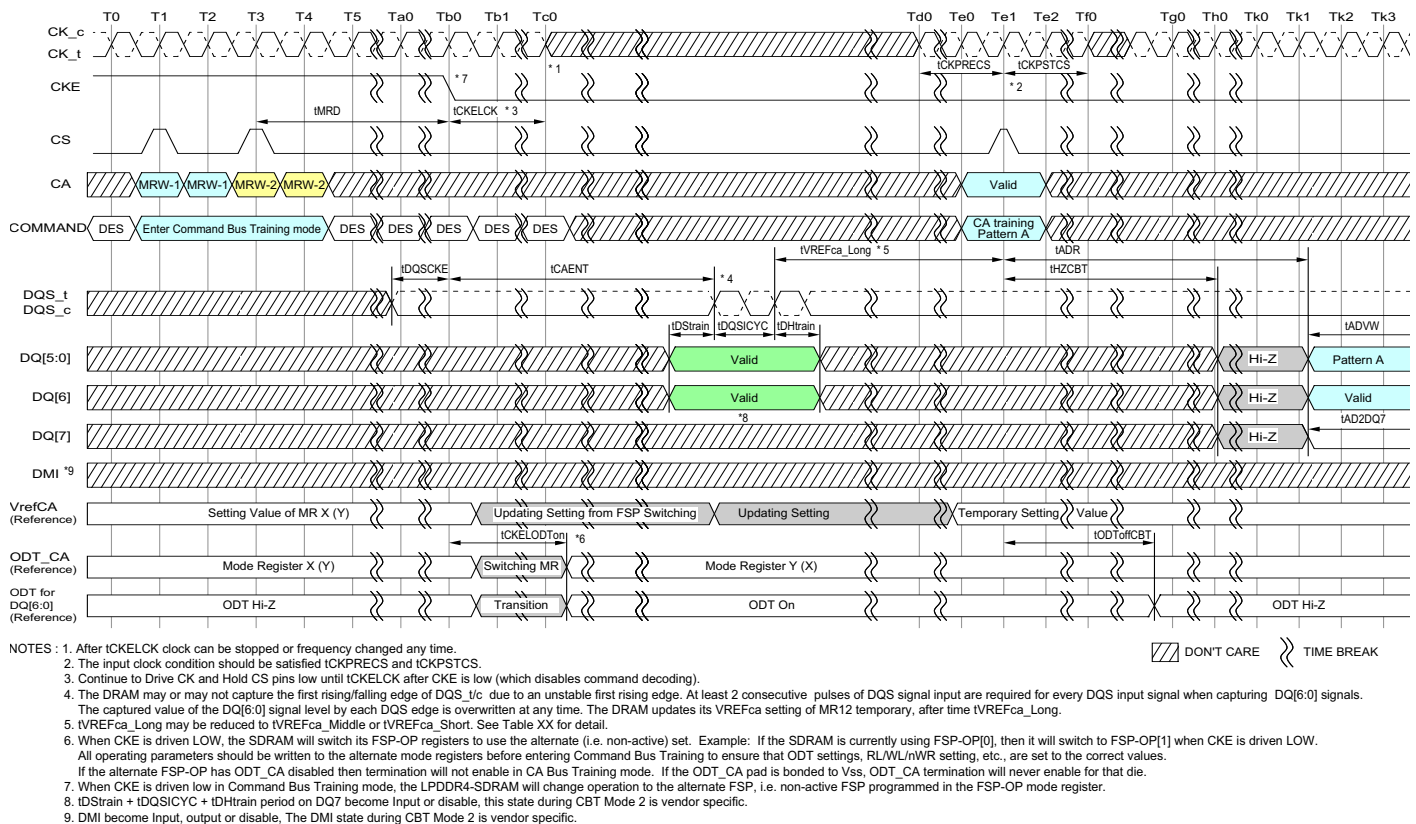 T0 T1 T2 T3 T4 T5 Ta0 Tb0 Tb1 Tc0 Td0 Te0 Te1 Te2 Tf0 Tg0 Th0 Tk0 Tk1 Tk2 Tk3
CK_c
CK_t
tCKPRECS tCKPSTCS
* 1
* 7
* 2
CKE
tMRD tCKELCK * 3
CS
CA MRW-1 MRW-1 MRW-2 MRW-2 Valid
COMMAND DES Enter Command Bus Training mode DES DES DES DES DES CA training Pattern A
tVREFca_Long * 5 tADR
tDQSCKE tCAENT * 4 tHZCBT
DQS_t
DQS_c
tDStrain tDQSICYC tDHtrain tADVW
DQ[5:0] Valid Hi-Z Pattern A
DQ[6] Valid Hi-Z Valid
*8 tAD2DQ7
DQ[7] Hi-Z
DMI *9
VrefCA
(Reference)
Setting Value of MR X (Y) Updating Setting from FSP Switching Updating Setting Temporary Setting Value
tCKELODTon *6 tODToffCBT
ODT_CA
(Reference)
Mode Register X (Y) Switching MR Mode Register Y (X)
ODT for
DQ[6:0]
(Reference)
ODT Hi-Z Transition ODT On ODT Hi-Z
DON'T CARE TIME BREAK
NOTES : 1. After tCKELCK clock can be stopped or frequency changed any time.
2. The input clock condition should be satisfied tCKPRECS and tCKPSTCS.
3. Continue to Drive CK and Hold CS pins low until tCKELCK after CKE is low (which disables command decoding).
4. The DRAM may or may not capture the first rising/falling edge of DQS_t/c due to an unstable first rising edge. At least 2 consecutive pulses of DQS signal input are required for every DQS input signal when capturing DQ[6:0] signals.
The captured value of the DQ[6:0] signal level by each DQS edge is overwritten at any time. The DRAM updates its VREFca setting of MR12 temporary, after time tVREFca_Long.
5. tVREFca_Long may be reduced to tVREFca_Middle or tVREFca_Short. See Table XX for detail.
6. When CKE is driven LOW, the SDRAM will switch its FSP-OP registers to use the alternate (i.e. non-active) set. Example: If the SDRAM is currently using FSP-OP[0], then it will switch to FSP-OP[1] when CKE is driven LOW.
All operating parameters should be written to the alternate mode registers before entering Command Bus Training to ensure that ODT settings, RL/WL/nWR setting, etc., are set to the correct values.
If the alternate FSP-OP has ODT_CA disabled then termination will not enable in CA Bus Training mode. If the ODT_CA pad is bonded to Vss, ODT_CA termination will never enable for that die.
7. When CKE is driven low in Command Bus Training mode, the LPDDR4-SDRAM will change operation to the alternate FSP, i.e. non-active FSP programmed in the FSP-OP mode register.
8. tDStrain + tDQSICYC + tDHtrain period on DQ7 become Input or disable, this state during CBT Mode 2 is vendor specific.
9. DMI become Input, output or disable, The DMI state during CBT Mode 2 is vendor specific.